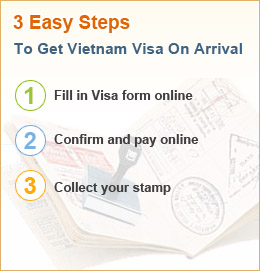 3 Easy Steps
To Get Vietnam Visa On Arrival
1 Fill in Visa form online
2 Confirm and pay online
3 Collect your stamp